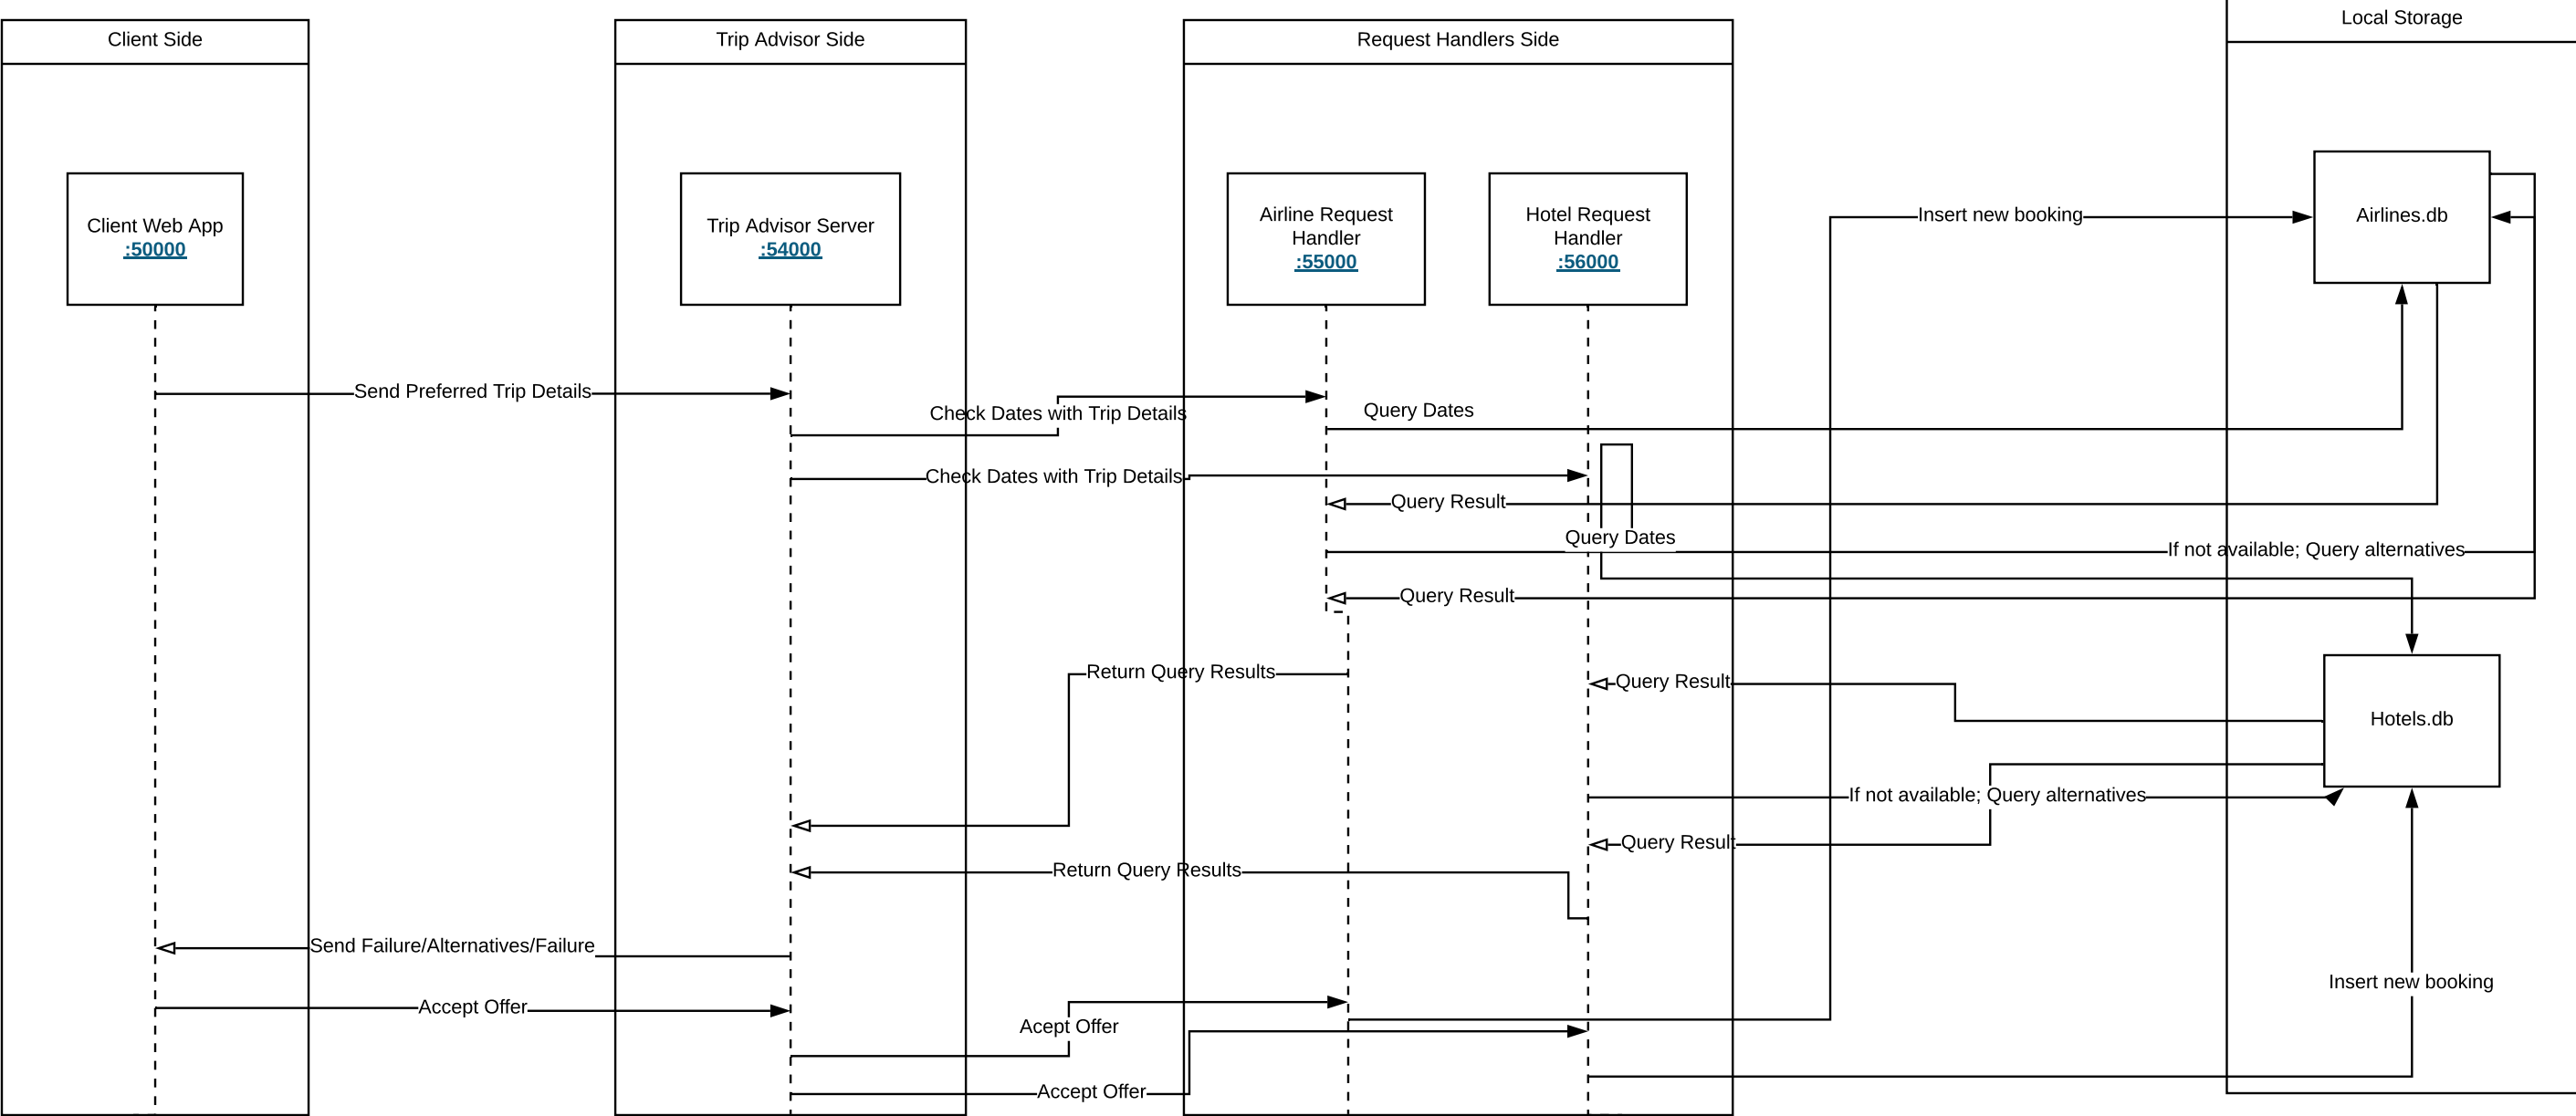 Client Side
Trip Advisor Side
Request Handlers Side
Local Storage
Client Web App
:50000
Trip Advisor Server
:54000
Airline Request
Handler
:55000
Hotel Request
Handler
:56000
Insert new booking
Airlines.db
Send Preferred Trip Details
Check Dates with Trip Details
Query Dates
Check Dates with Trip Details
Query Result
Query Dates
If not available; Query alternatives
Query Result
Return Query Results
Query Result
Hotels.db
If not available; Query alternatives
Query Result
Return Query Results
Send Failure/Alternatives/Failure
Insert new booking
Accept Offer
Acept Offer
Accept Offer